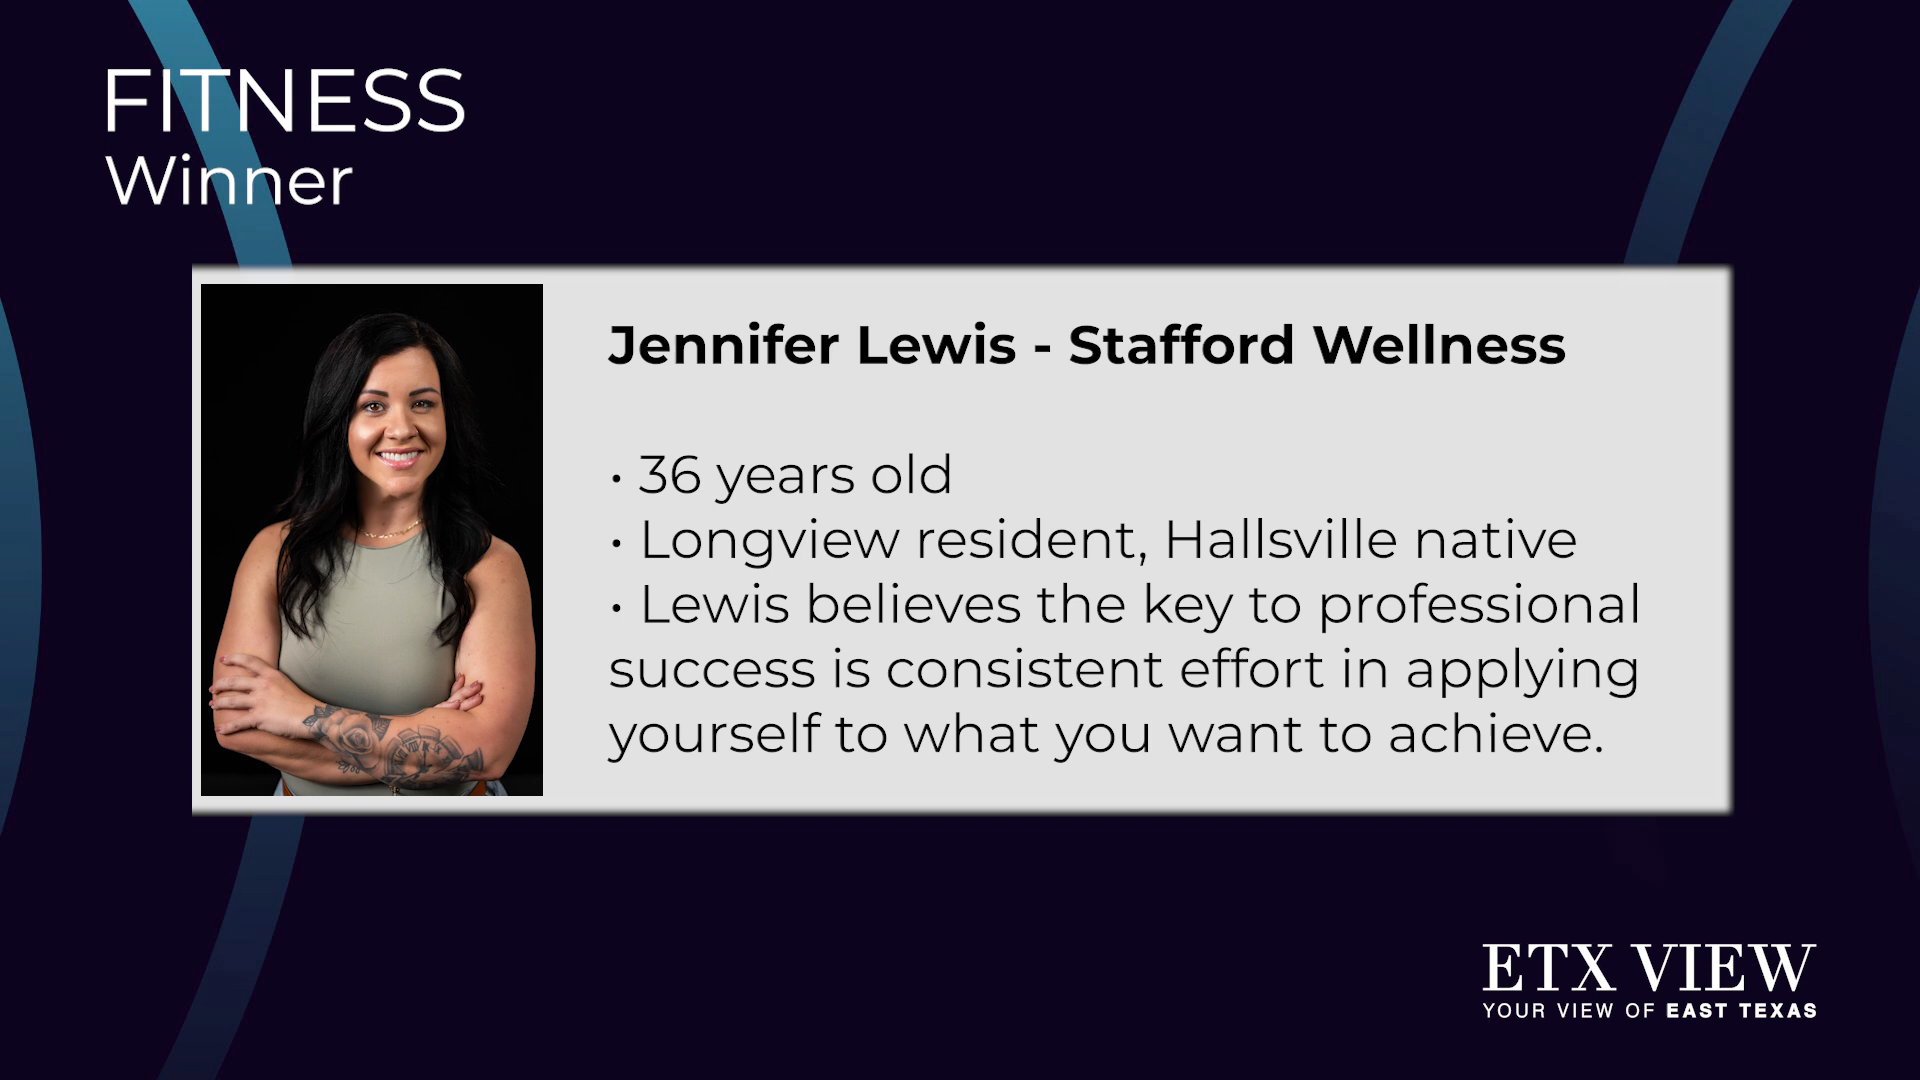 FITNESS
Winner
Jennifer Lewis - Stafford Wellness
• 36 years old
• Longview resident, Hallsville native
• Lewis believes the key to professional
success is consistent effort in applying
yourself to what you want to achieve.
ETX VIEW
YOUR VIEW OF EAST TEXAS